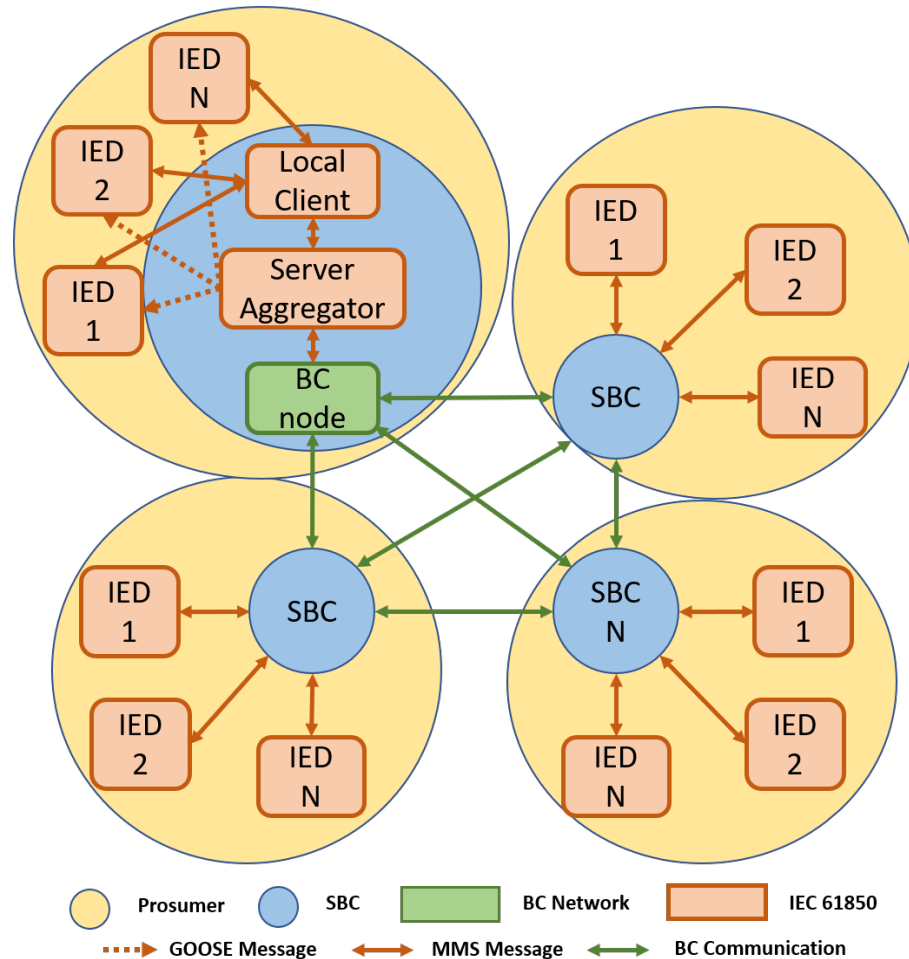 IED
N
IED
2
IED
1
Local
Client
Server
Aggregator
BC
node
IED
1
IED
2
IED
N
SBC
SBC
IED
1
IED
2
IED
N
SBC
N
IED
1
IED
2
IED
N
Prosumer
SBC
BC Network
IEC 61850
GOOSE Message
MMS Message
BC Communication